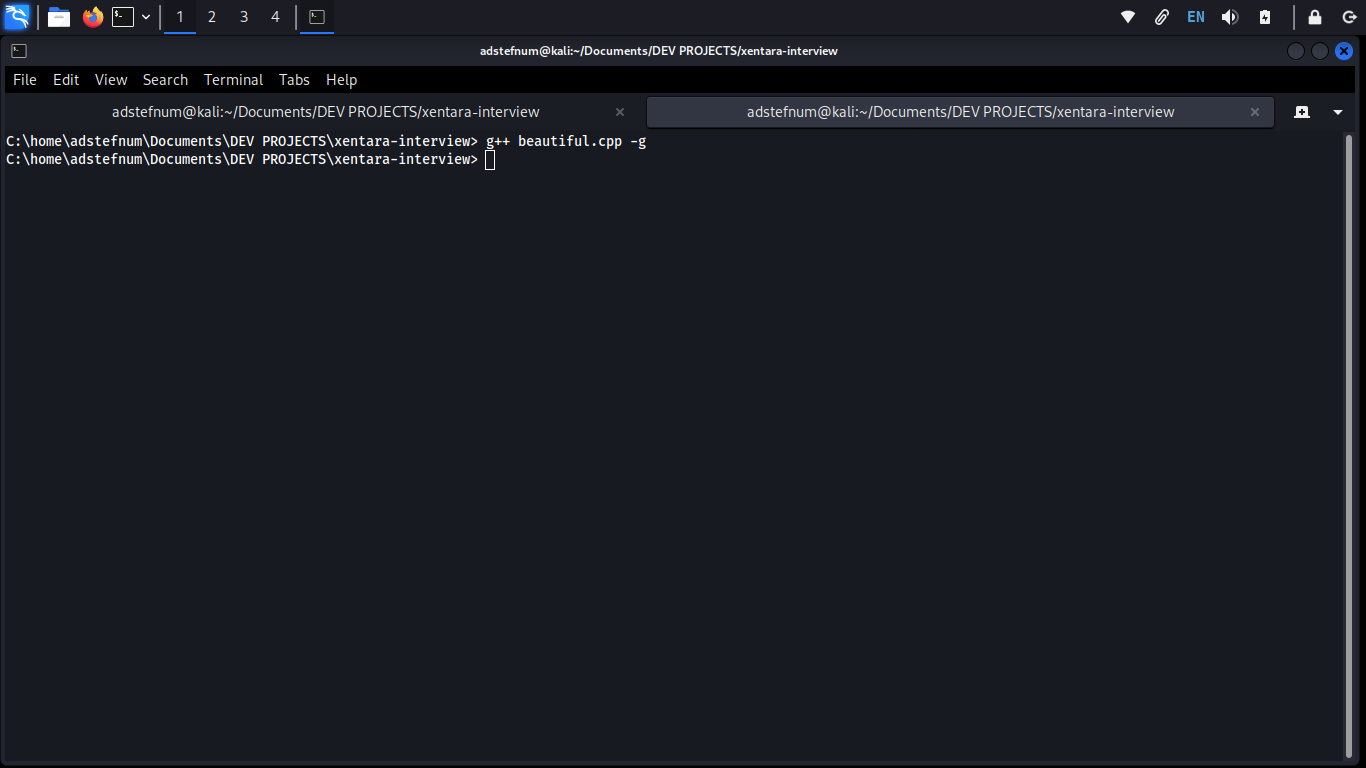 1 2 3 4 EN
adstefnum@kali:~/Documents/DEV PROJECTS/xentara-interview
File Edit View Search Terminal Tabs Help
adstefnum@kali:~/Documents/DEV PROJECTS/xentara-interview × adstefnum@kali:~/Documents/DEV PROJECTS/xentara-interview ×
C:\home\adstefnum\Documents\DEV PROJECTS\xentara-interview> g++ beautiful.cpp -g
C:\home\adstefnum\Documents\DEV PROJECTS\xentara-interview>